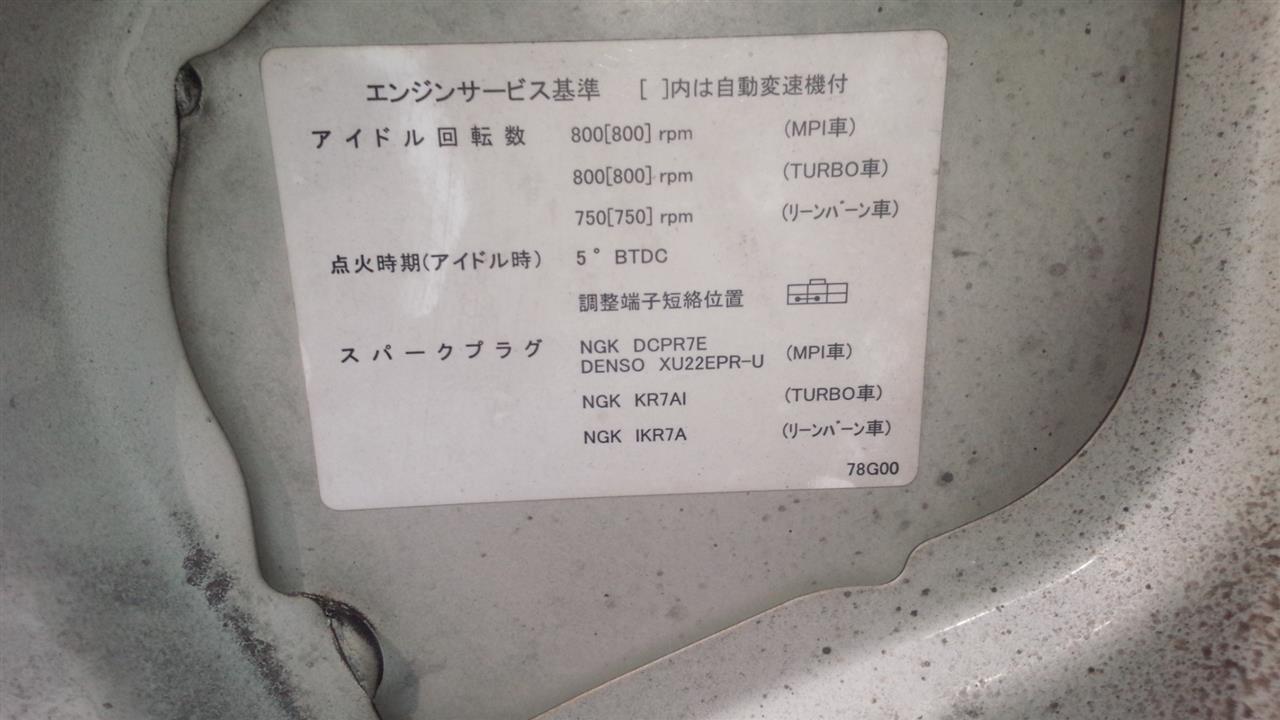 エンジンサービス基準 [ ]内は自動変速機付
アイドル回転数 800[800] rpm (MPI車)
800[800] rpm (TURBO車)
750[750] rpm (リーンバーン車)
点火時期(アイドル時) 5° BTDC
調整端子短絡位置
スパークプラグ NGK DCPR7E
DENSO XU22EPR-U (MPI車)
NGK KR7AI (TURBO車)
NGK IKR7A (リーンバーン車)
78G00